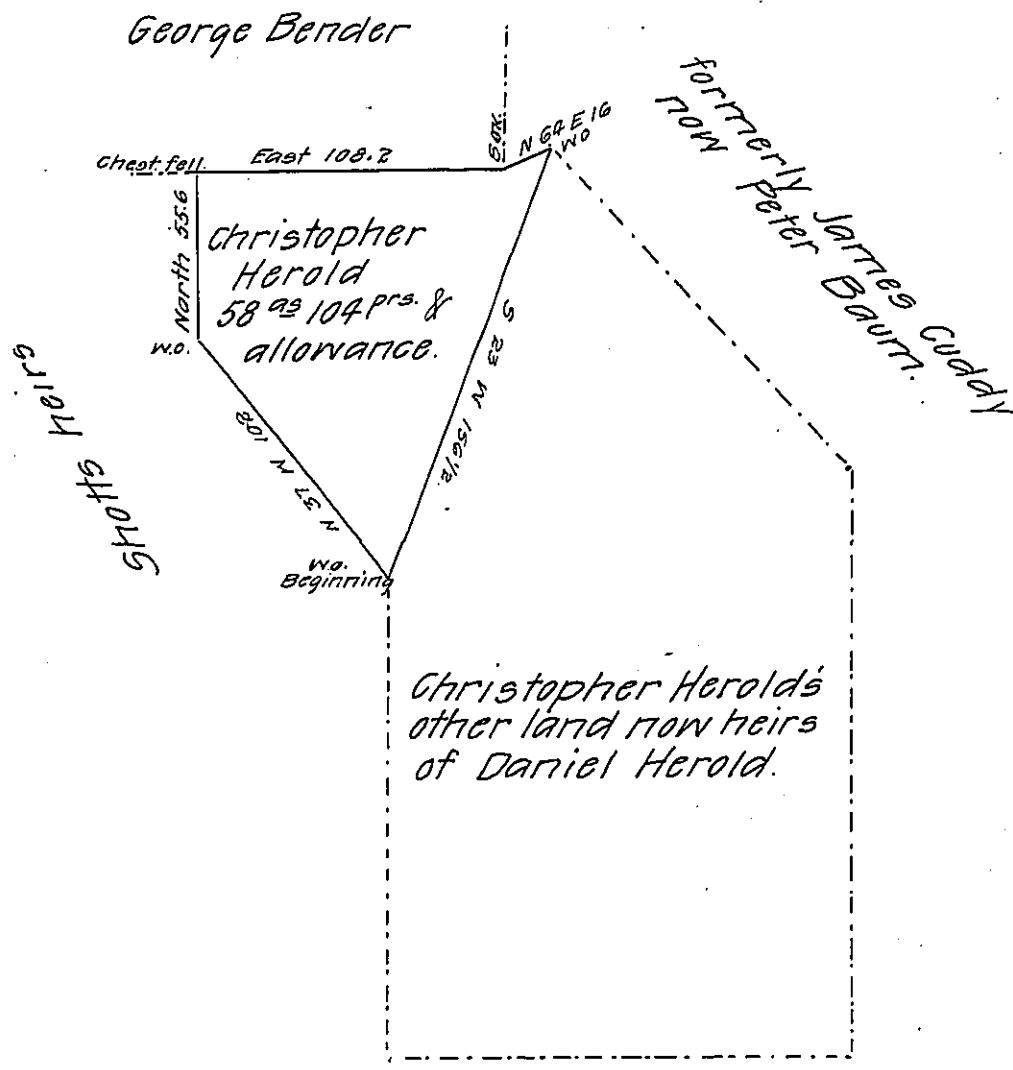 George Bender
formerly James Cuddy
now Peter Baum.
Chest. fell.
East 108.2
B.OK.
N 64 E 16
W.O
North 55.6
Christopher
Herold
58 as 104 prs. &
allowance.
W.O.
Shotts heirs
N 37 W 102
S 23 W 156 1/2.
W.O.
Beginning
Christopher Herold's
other land now heirs
of Daniel Herold.